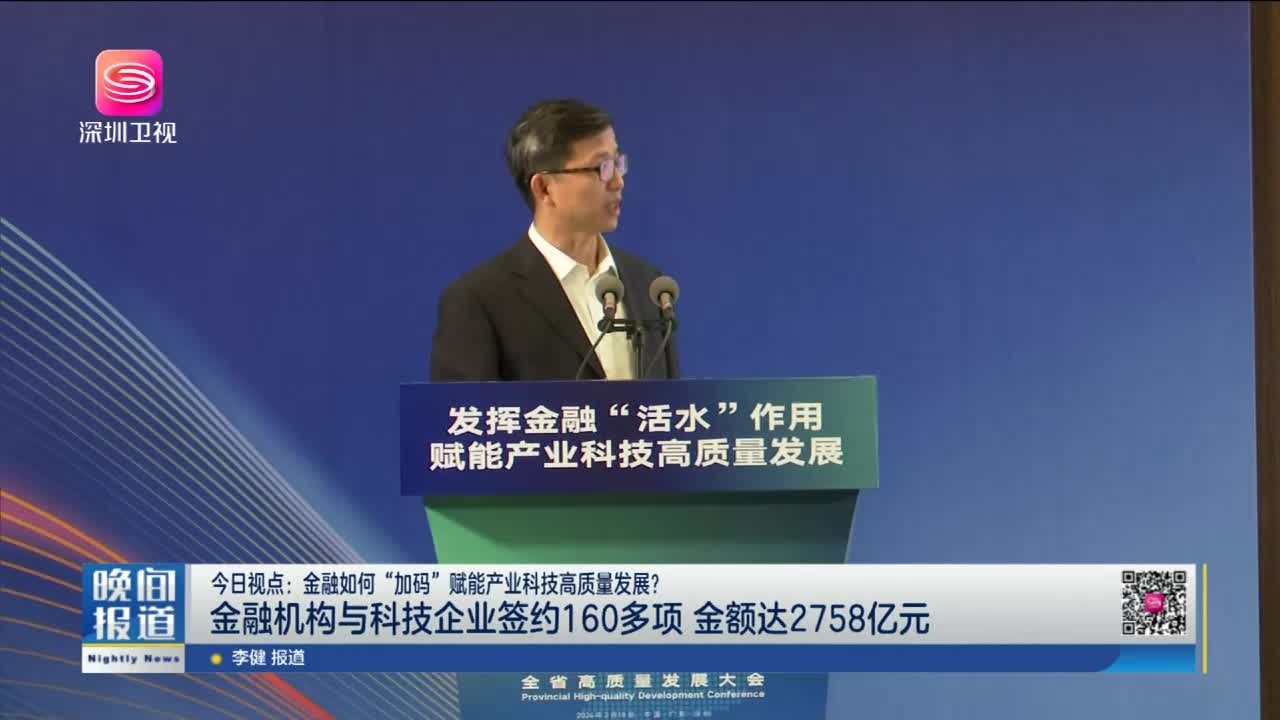 深圳卫视
发挥金融“活水”作用
赋能产业科技高质量发展
晚间
报道
Nightly News
今日视点：金融如何“加码”赋能产业科技高质量发展？
金融机构与科技企业签约160多项 金额达2758亿元
李健 报道
全省高质量发展大会
Provincial High-quality Development Conference